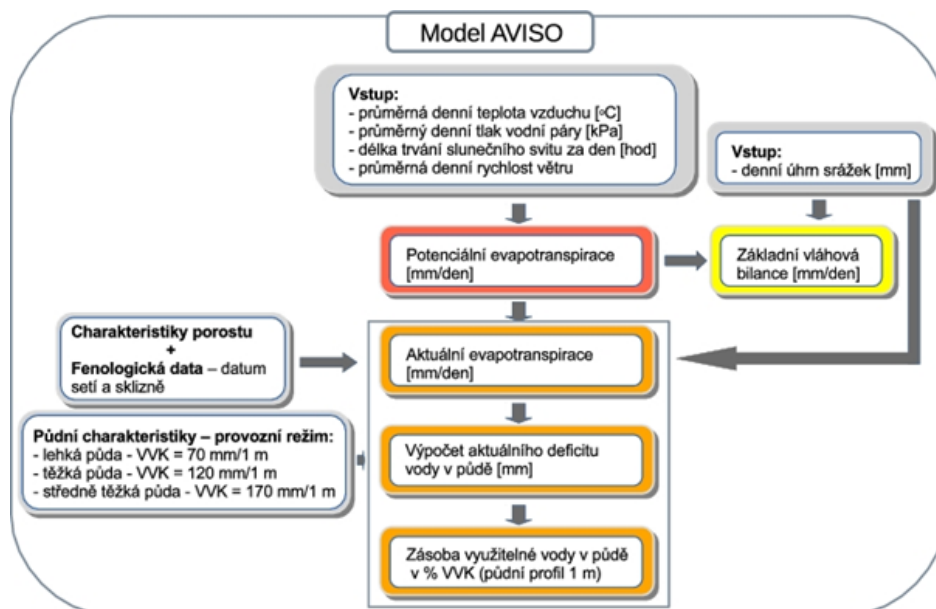 Model AVISO
Vstup:
- průměrná denní teplota vzduchu [°C]
- průměrný denní tlak vodní páry [kPa]
- délka trvání slunečního svitu za den [hod]
- průměrná denní rychlost větru
Vstup:
- denní úhrn srážek [mm]
Potenciální evapotranspirace
[mm/den]
Základní vláhová
bilance [mm/den]
Charakteristiky porostu
+
Fenologická data – datum
setí a sklizně
Aktuální evapotranspirace
[mm/den]
Půdní charakteristiky – provozní režim:
- lehká půda - VVK = 70 mm/1 m
- těžká půda - VVK = 120 mm/1 m
- středně těžká půda - VVK = 170 mm/1 m
Výpočet aktuálního deficitu
vody v půdě [mm]
Zásoba využitelné vody v půdě
v % VVK (půdní profil 1 m)